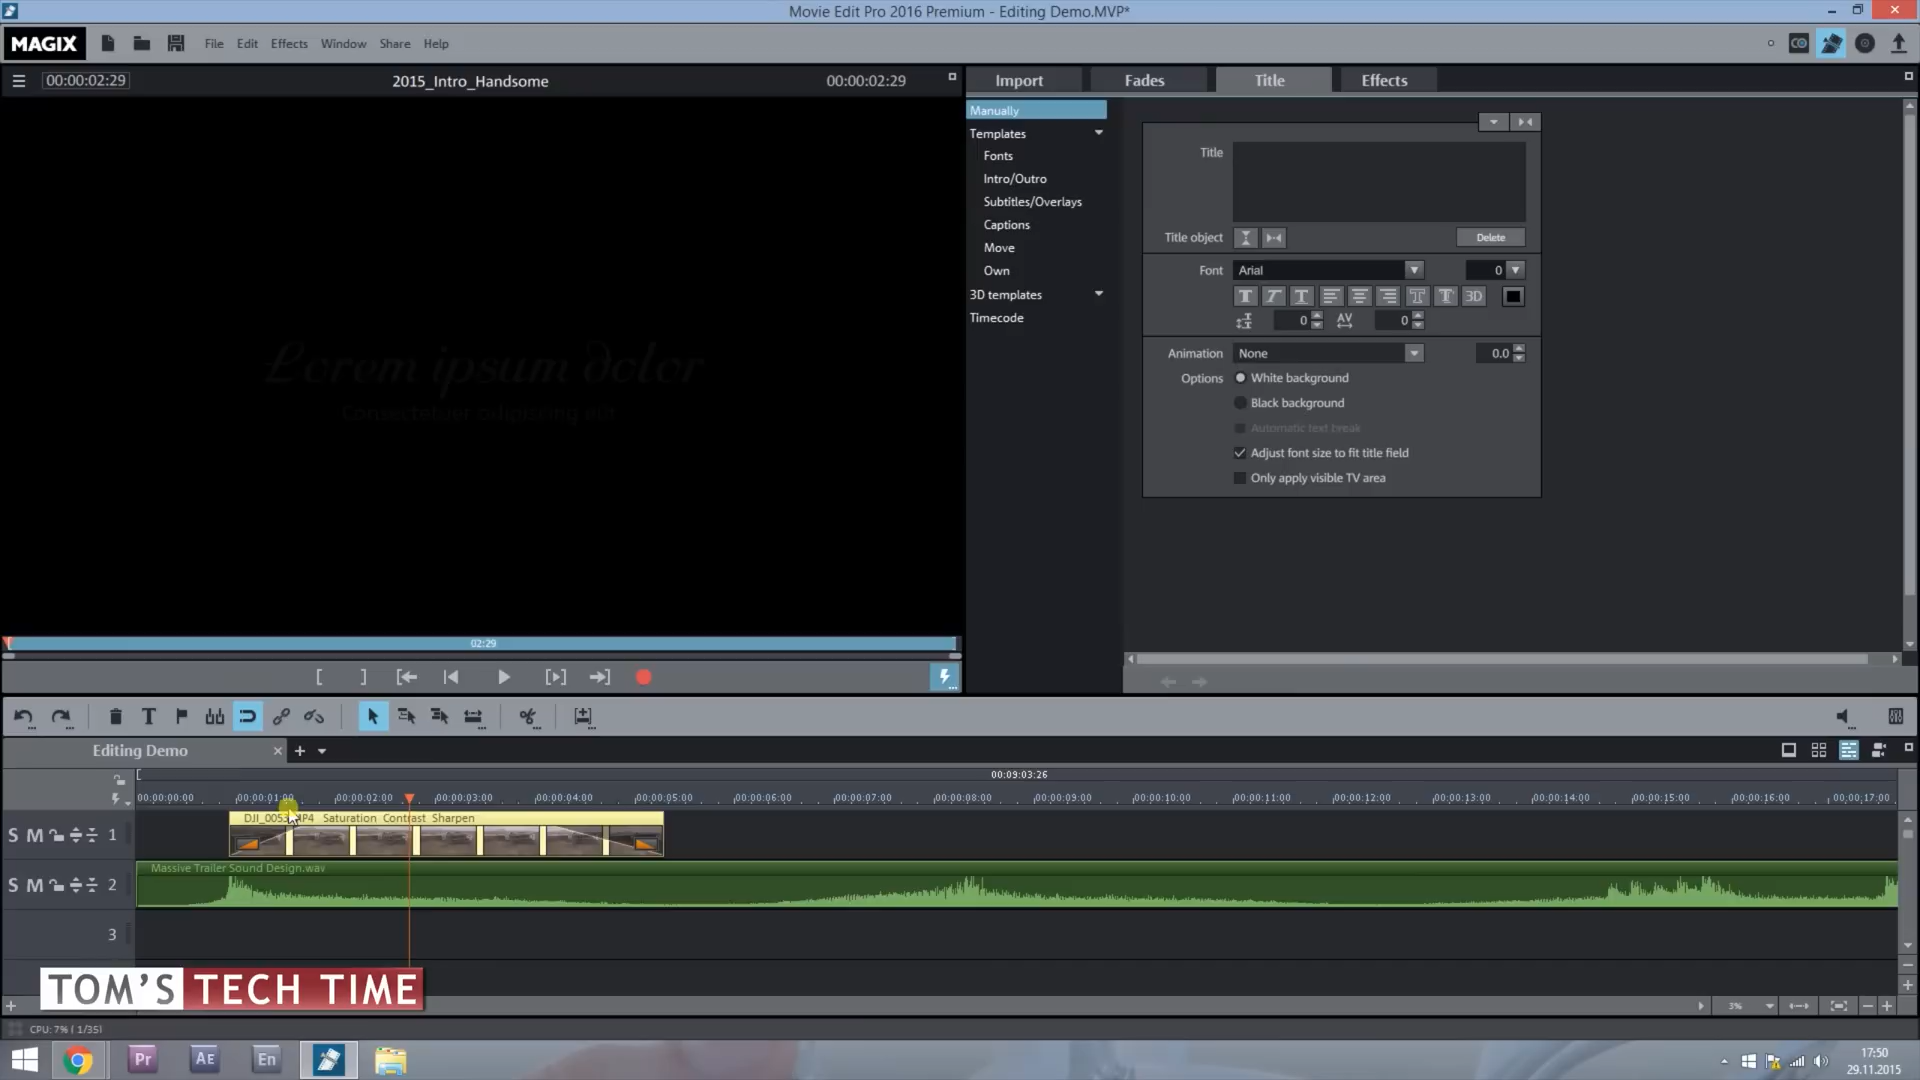 Movie Edit Pro 2016 Premium - Editing Demo.MVP*
MAGIX File Edit Effects Window Share Help
00:00:02:29 2015_Intro_Handsome 00:00:02:29
Import Fades Title Effects
Manually
Templates
Fonts
Intro/Outro
Subtitles/Overlays
Captions
Move
Own
3D templates
Timecode
Title
Title object Delete
Font Arial 0
3D
0 AV 0
Animation None 0.0
Options White background
Black background
Automatic text break
Adjust font size to fit title field
Only apply visible TV area
Lorem ipsum dolor
Consectetuer adipiscing elit
02:29
Editing Demo
00:09:03:26
00:00:00:00 00:00:01:00 00:00:02:00 00:00:03:00 00:00:04:00 00:00:05:00 00:00:06:00 00:00:07:00 00:00:08:00 00:00:09:00 00:00:10:00 00:00:11:00 00:00:12:00 00:00:13:00 00:00:14:00 00:00:15:00 00:00:16:00 00:00:17:00
Saturation Contrast Sharpen
S M 1
Massive Trailer Sound Design.wav
S M 2
3
TOM'S TECH TIME
3%
CPU: 7% ( 1/35)
Pr Ae En
17:50
29.11.2015